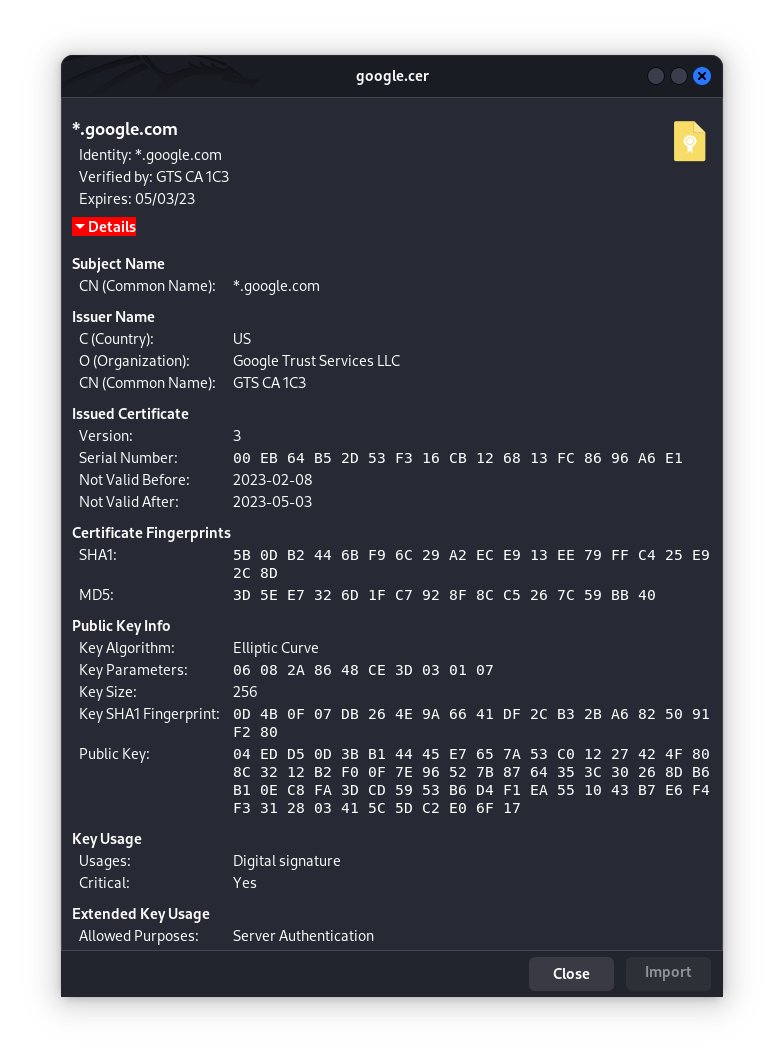 google.cer
*.google.com
Identity: *.google.com
Verified by: GTS CA 1C3
Expires: 05/03/23
Details
Subject Name
CN (Common Name): *.google.com
Issuer Name
C (Country): US
O (Organization): Google Trust Services LLC
CN (Common Name): GTS CA 1C3
Issued Certificate
Version: 3
Serial Number: 00 EB 64 B5 2D 53 F3 16 CB 12 68 13 FC 86 96 A6 E1
Not Valid Before: 2023-02-08
Not Valid After: 2023-05-03
Certificate Fingerprints
SHA1: 5B 0D B2 44 6B F9 6C 29 A2 EC E9 13 EE 79 FF C4 25 E9
2C 8D
MD5: 3D 5E E7 32 6D 1F C7 92 8F 8C C5 26 7C 59 BB 40
Public Key Info
Key Algorithm: Elliptic Curve
Key Parameters: 06 08 2A 86 48 CE 3D 03 01 07
Key Size: 256
Key SHA1 Fingerprint: 0D 4B 0F 07 DB 26 4E 9A 66 41 DF 2C B3 2B A6 82 50 91
F2 80
Public Key: 04 ED D5 0D 3B B1 44 45 E7 65 7A 53 C0 12 27 42 4F 80
8C 32 12 B2 F0 0F 7E 96 52 7B 87 64 35 3C 30 26 8D B6
B1 0E C8 FA 3D CD 59 53 B6 D4 F1 EA 55 10 43 B7 E6 F4
F3 31 28 03 41 5C 5D C2 E0 6F 17
Key Usage
Usages: Digital signature
Critical: Yes
Extended Key Usage
Allowed Purposes: Server Authentication
Close Import